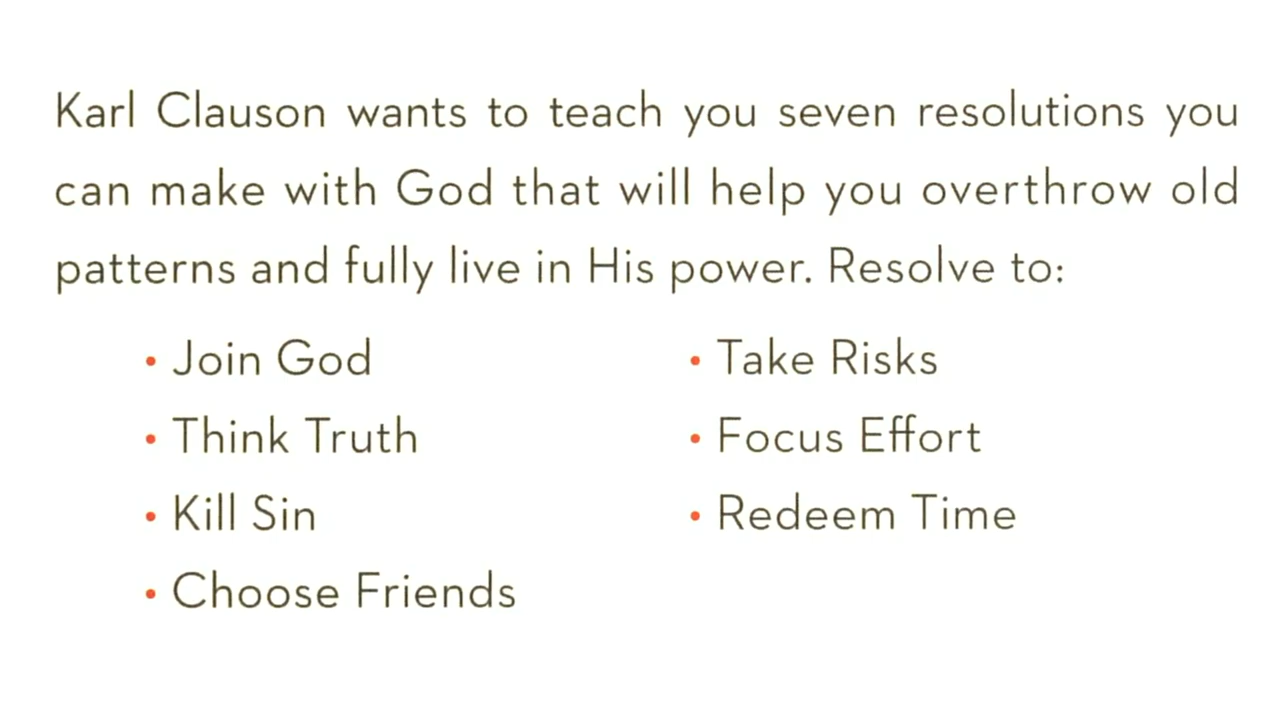 Karl Clauson wants to teach you seven resolutions you
can make with God that will help you overthrow old
patterns and fully live in His power. Resolve to:
• Join God
• Think Truth
• Kill Sin
• Choose Friends
• Take Risks
• Focus Effort
• Redeem Time